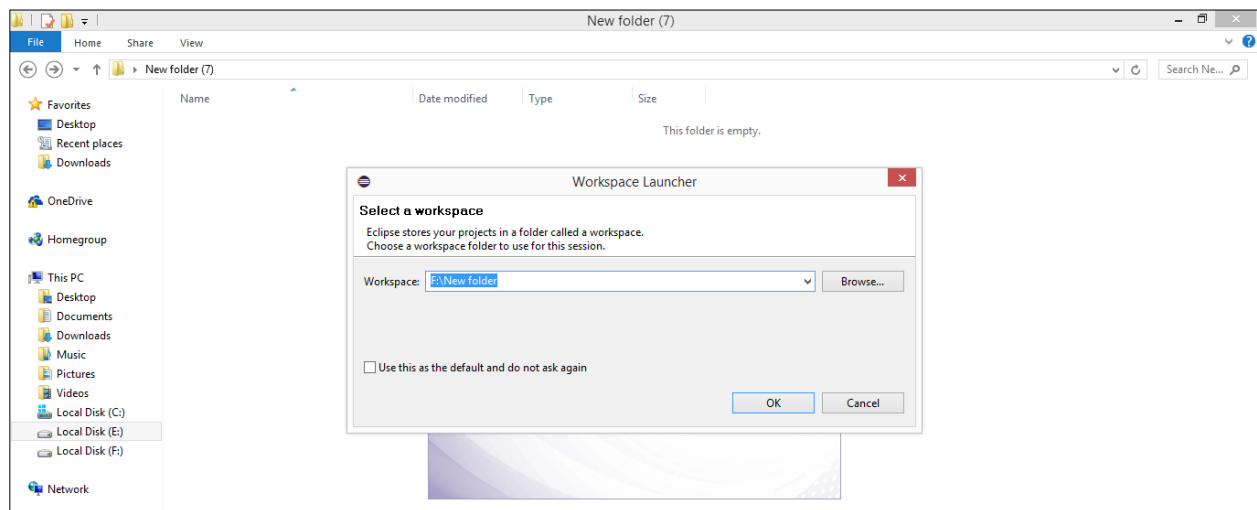 New folder (7)
File Home Share View
New folder (7)
Search Ne...
Name Date modified Type Size
This folder is empty.
Favorites
Desktop
Recent places
Downloads
OneDrive
Homegroup
This PC
Desktop
Documents
Downloads
Music
Pictures
Videos
Local Disk (C:)
Local Disk (E:)
Local Disk (F:)
Network
Workspace Launcher
Select a workspace
Eclipse stores your projects in a folder called a workspace.
Choose a workspace folder to use for this session.
Workspace: F:\New folder Browse...
Use this as the default and do not ask again
OK Cancel